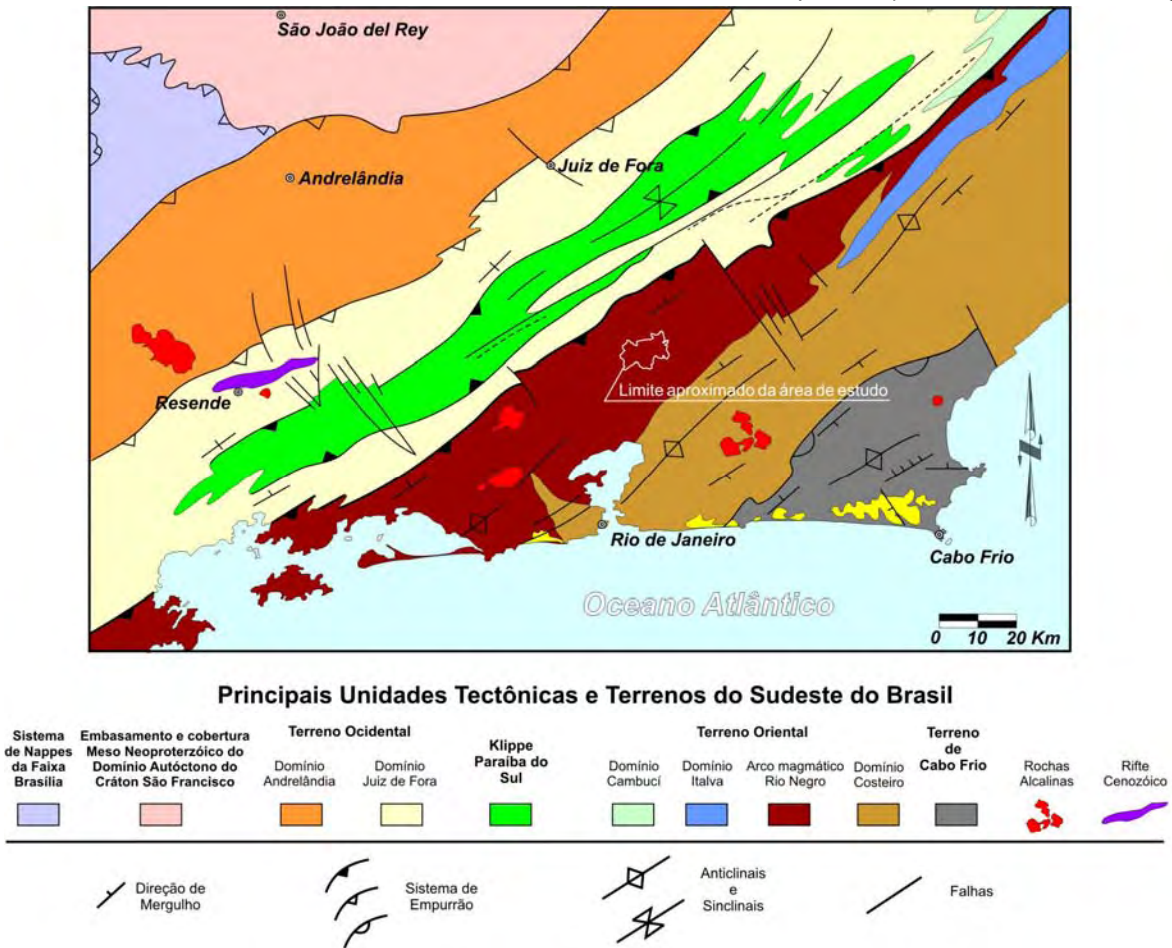 São João del Rey
Juiz de Fora
Andrelândia
Resende
Limite aproximado da área de estudo
Rio de Janeiro
Cabo Frio
Oceano Atlântico
0 10 20 Km
Principais Unidades Tectônicas e Terrenos do Sudeste do Brasil
Sistema
de Nappes
da Faixa
Brasília
Embasamento e cobertura
Meso Neoproterzóico do
Domínio Autóctono do
Cráton São Francisco
Terreno Ocidental
Domínio
Andrelândia
Domínio
Juiz de Fora
Klippe
Paraíba do
Sul
Terreno Oriental
Domínio
Cambucí
Domínio
Italva
Arco magmático
Rio Negro
Domínio
Costeiro
Terreno
de
Cabo Frio
Rochas
Alcalinas
Rifte
Cenozóico
Direção de
Mergulho
Sistema de
Empurrão
Anticlinais
e
Sinclinais
Falhas